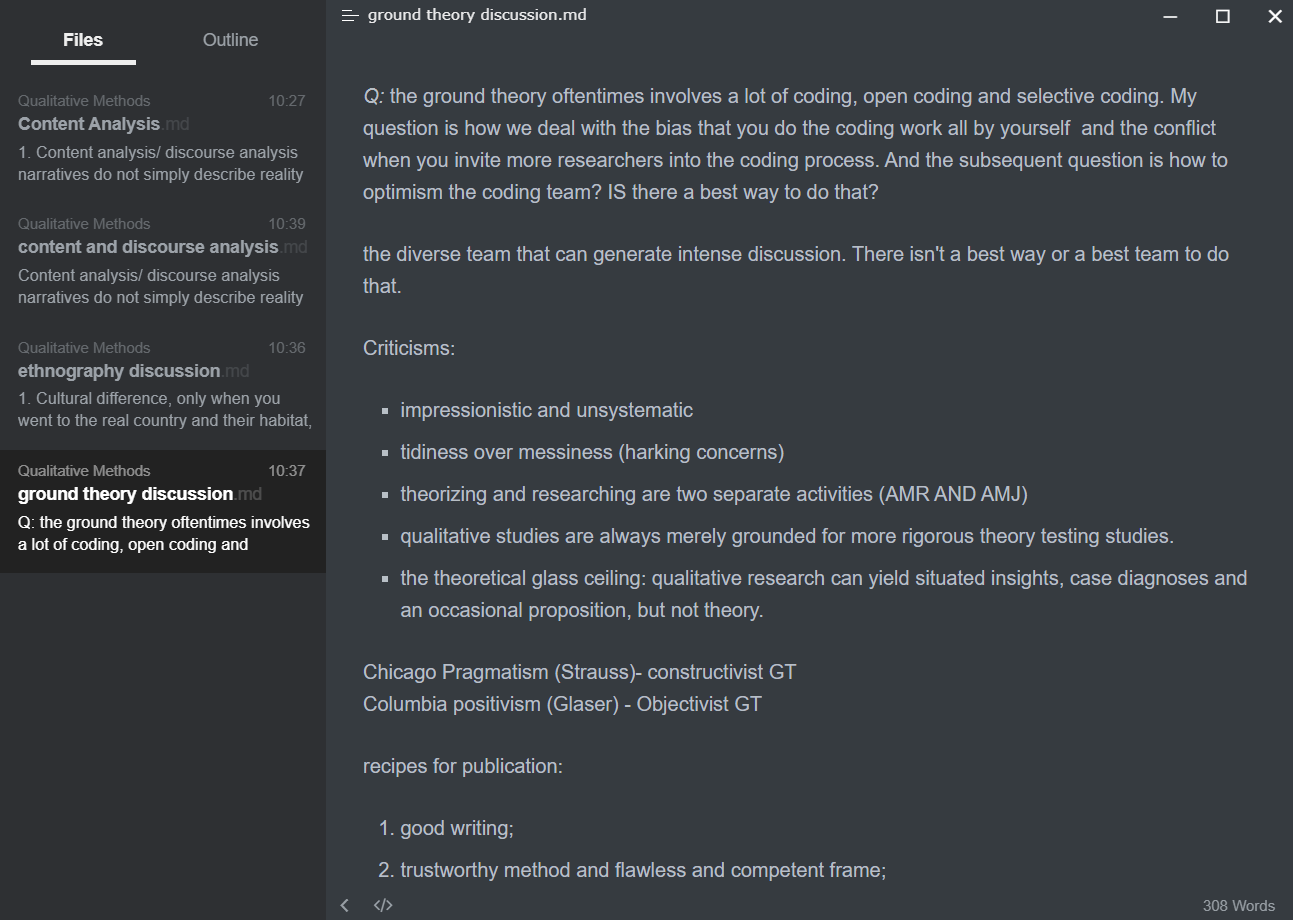 Files
Outline
Qualitative Methods 10:27
Content Analysis.md
1. Content analysis/ discourse analysis
narratives do not simply describe reality
Qualitative Methods 10:39
content and discourse analysis.md
Content analysis/ discourse analysis
narratives do not simply describe reality
Qualitative Methods 10:36
ethnography discussion.md
1. Cultural difference, only when you
went to the real country and their habitat,
Qualitative Methods 10:37
ground theory discussion.md
Q: the ground theory oftentimes involves
a lot of coding, open coding and
ground theory discussion.md
Q: the ground theory oftentimes involves a lot of coding, open coding and selective coding. My
question is how we deal with the bias that you do the coding work all by yourself  and the conflict
when you invite more researchers into the coding process. And the subsequent question is how to
optimism the coding team? IS there a best way to do that?
the diverse team that can generate intense discussion. There isn't a best way or a best team to do
that.
Criticisms:
▪ impressionistic and unsystematic
▪ tidiness over messiness (harking concerns)
▪ theorizing and researching are two separate activities (AMR AND AMJ)
▪ qualitative studies are always merely grounded for more rigorous theory testing studies.
▪ the theoretical glass ceiling: qualitative research can yield situated insights, case diagnoses and
an occasional proposition, but not theory.
Chicago Pragmatism (Strauss)- constructivist GT
Columbia positivism (Glaser) - Objectivist GT
recipes for publication:
1. good writing;
2. trustworthy method and flawless and competent frame;
308 Words